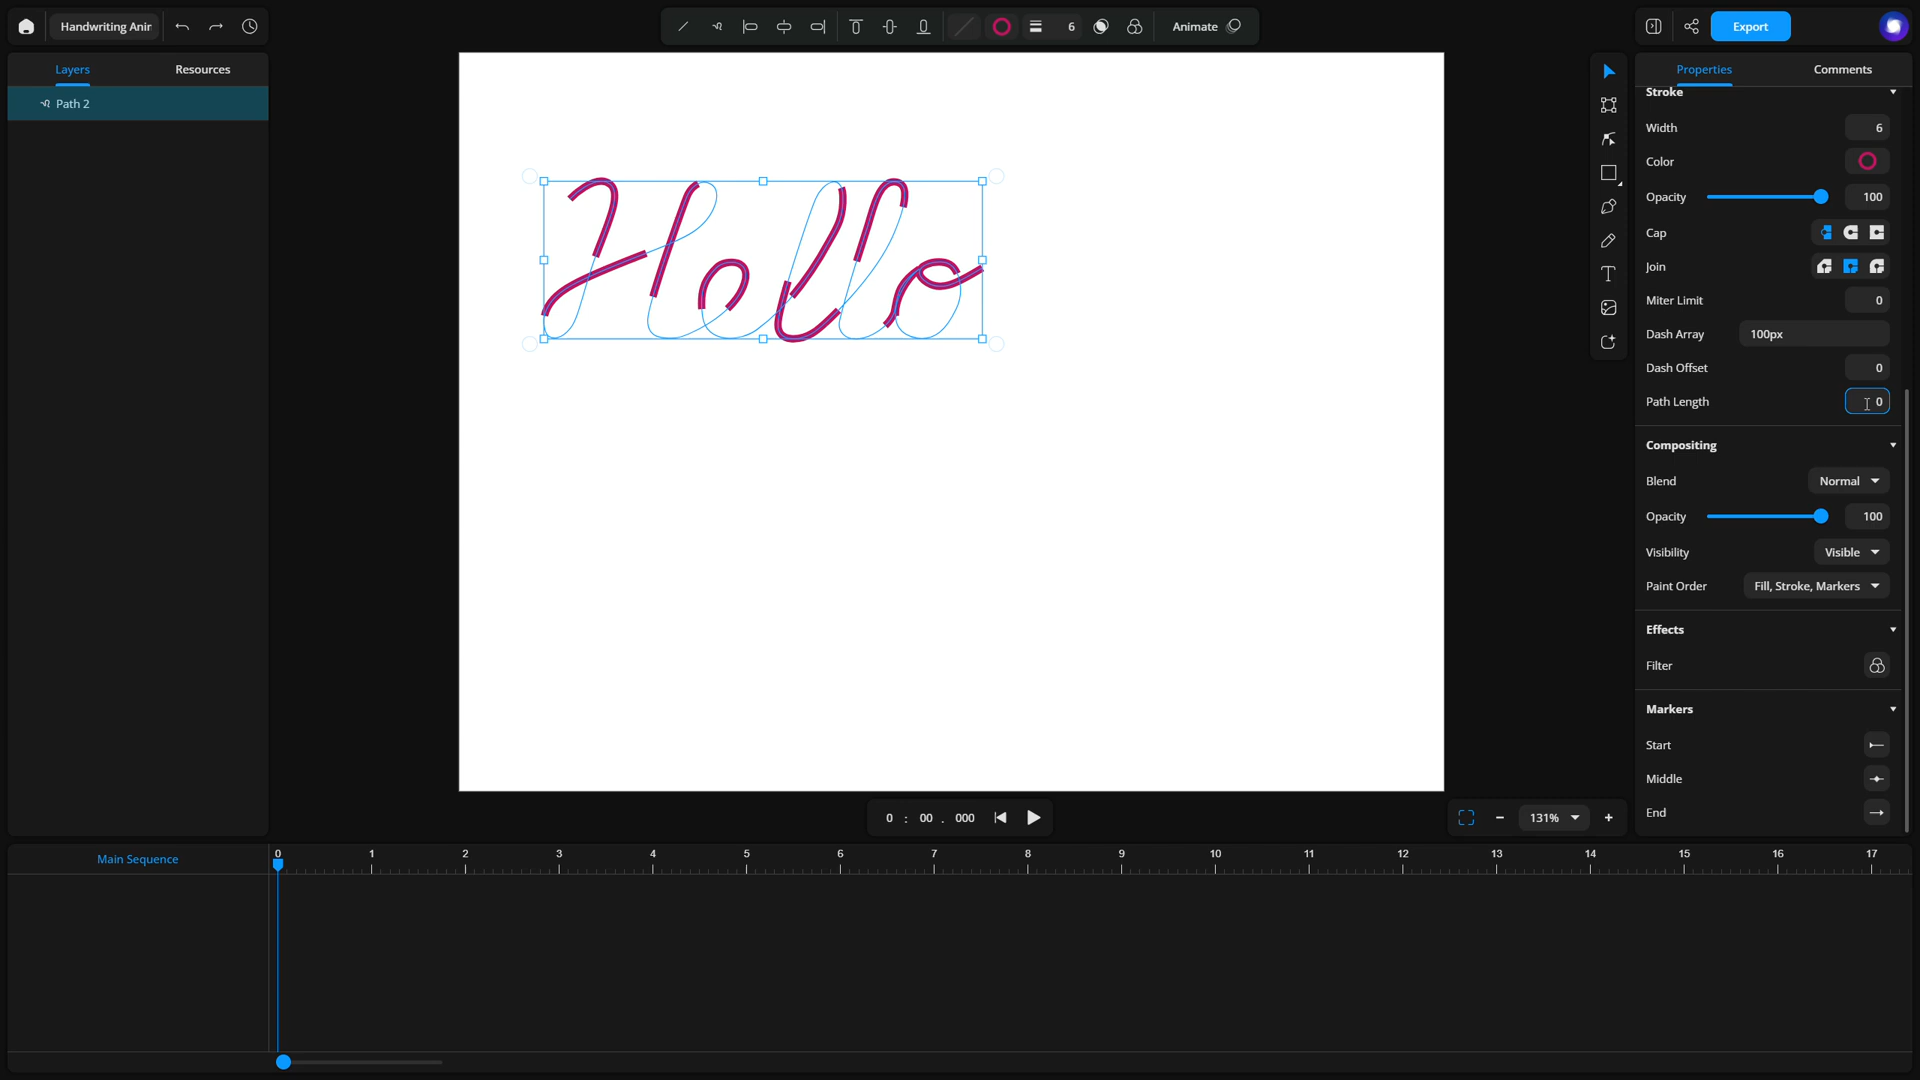 Handwriting Anir
6
Animate
Export
Layers
Resources
Path 2
Hello
Properties
Comments
Stroke
Width 6
Color
Opacity 100
Cap
Join
Miter Limit 0
Dash Array 100px
Dash Offset 0
Path Length 0
Compositing
Blend Normal
Opacity 100
Visibility Visible
Paint Order Fill, Stroke, Markers
Effects
Filter
Markers
Start
Middle
End
0 : 00 . 000
131%
Main Sequence
0 1 2 3 4 5 6 7 8 9 10 11 12 13 14 15 16 17